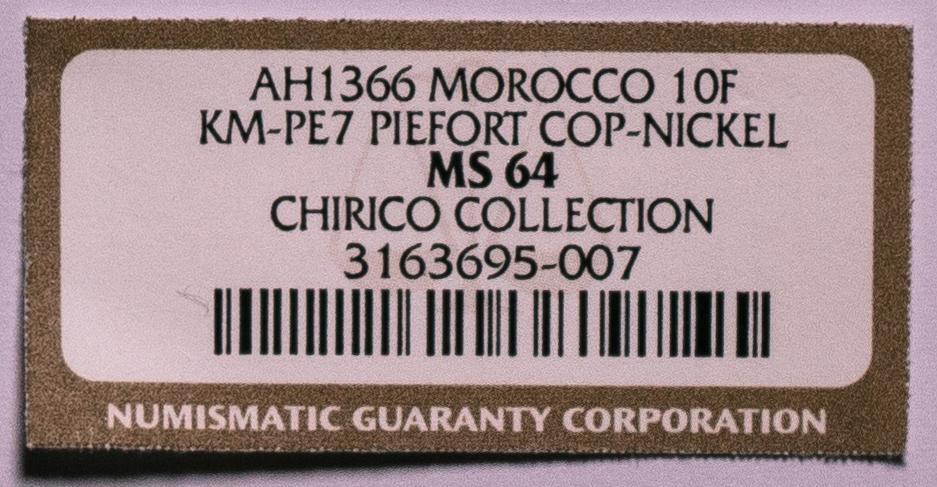 AH1366 MOROCCO 10F
KM-PE7 PIEFORT COP-NICKEL
MS 64
CHIRICO COLLECTION
3163695-007
NUMISMATIC GUARANTY CORPORATION